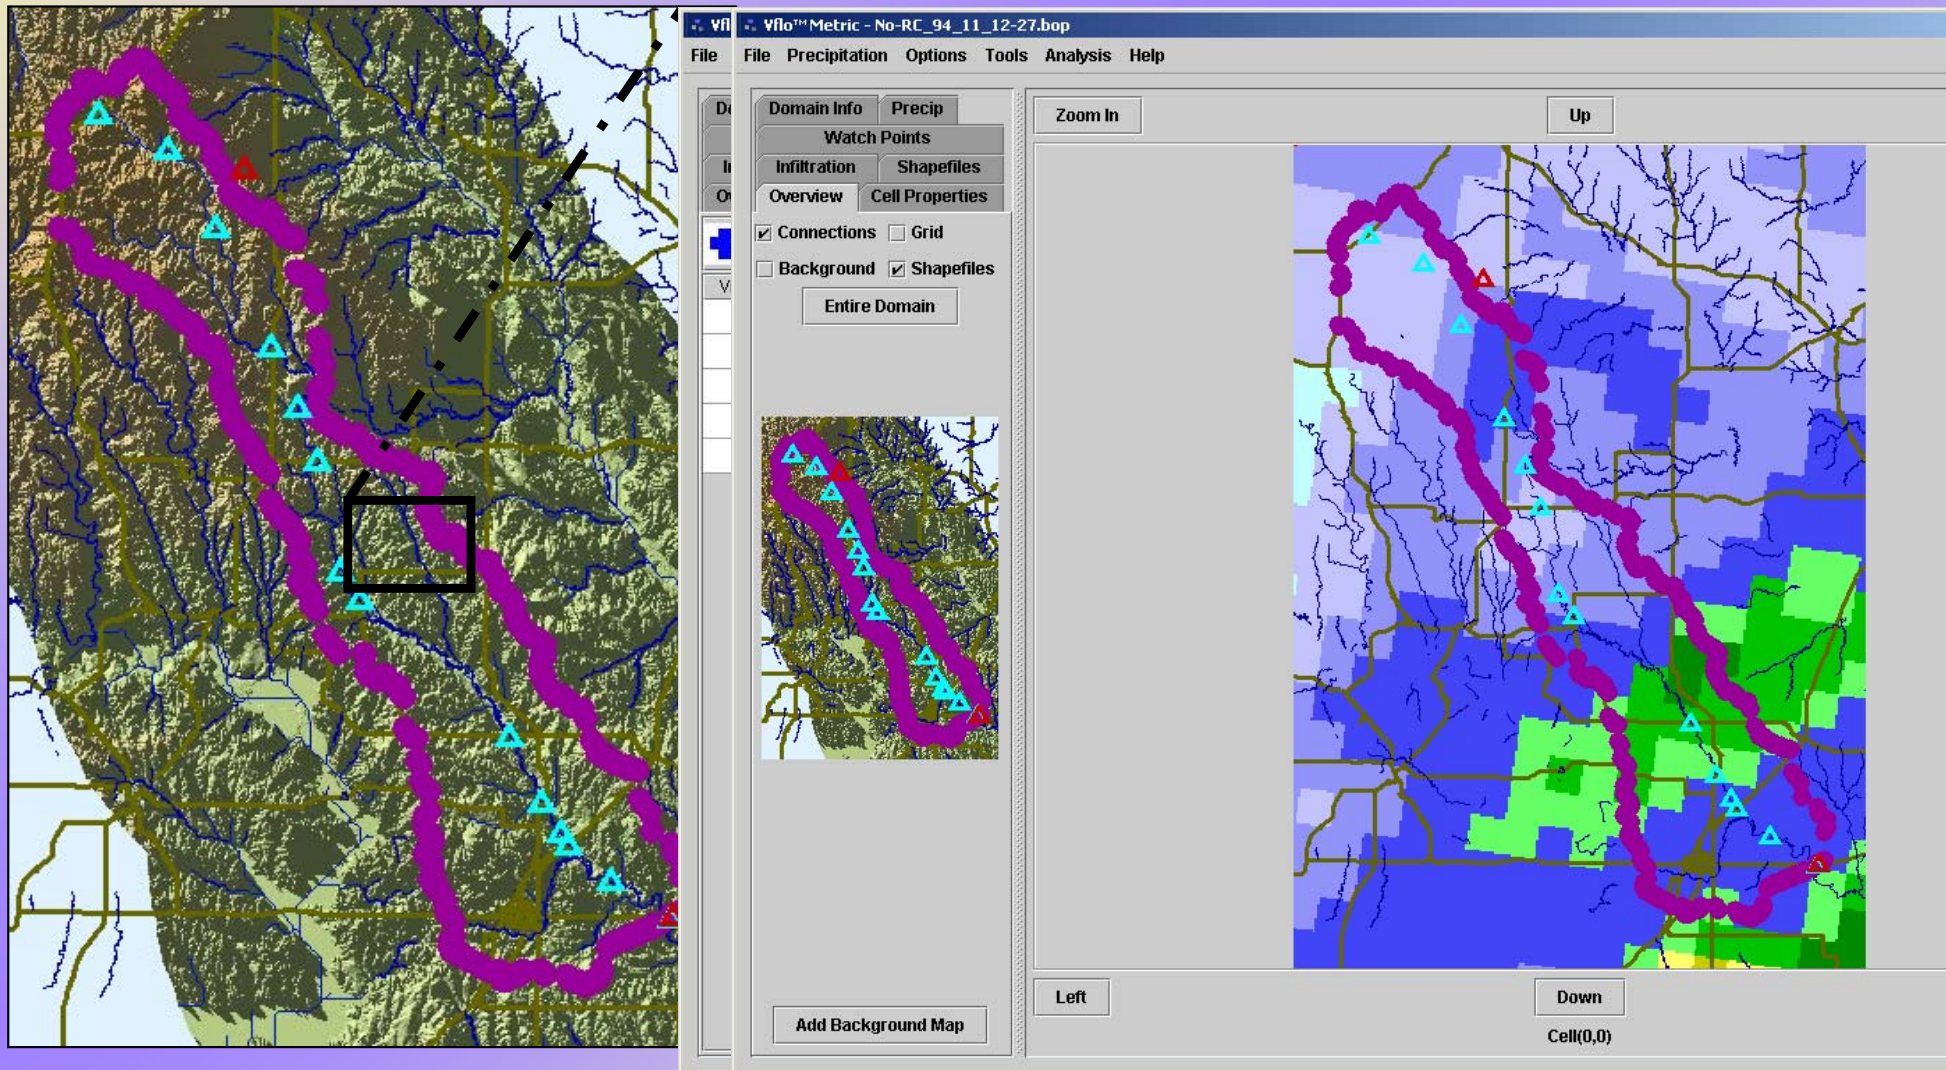 Vfl
Vflo™ Metric - No-RC_94_11_12-27.bop
File
File Precipitation Options Tools Analysis Help
Domain Info Precip
Watch Points
Infiltration Shapefiles
Overview Cell Properties
Connections Grid
Background Shapefiles
Entire Domain
Add Background Map
Zoom In
Up
Left
Down
Cell(0,0)